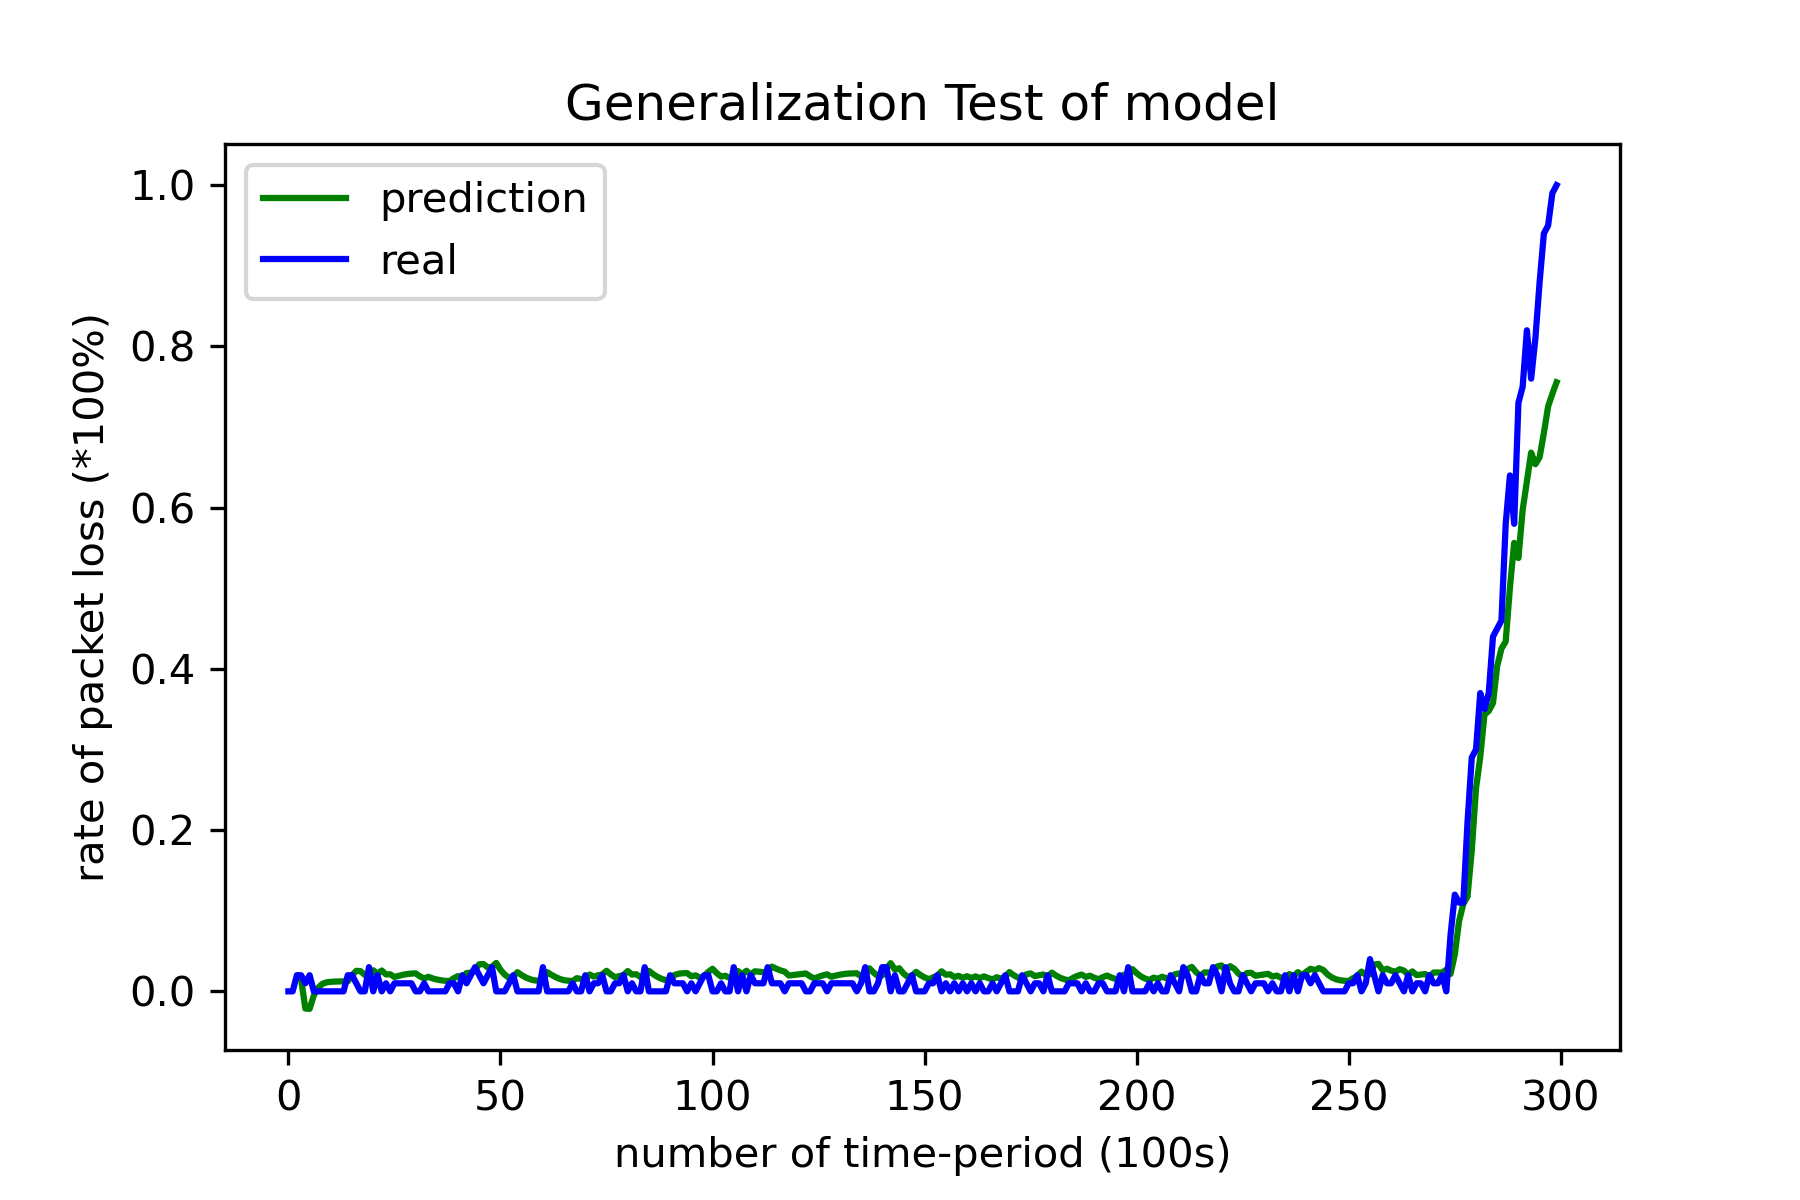 Generalization Test of model
prediction
real
1.0
0.8
0.6
0.4
0.2
0.0
rate of packet loss (*100%)
0 50 100 150 200 250 300
number of time-period (100s)